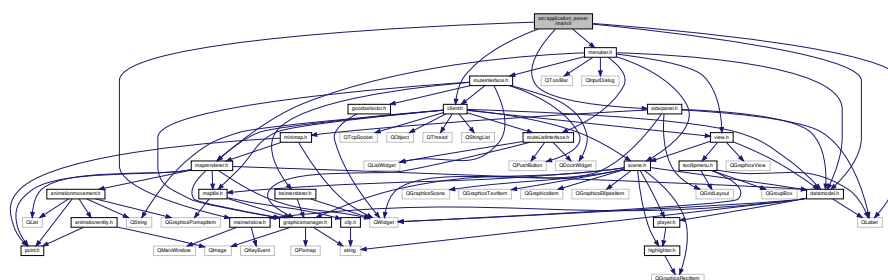 src/application_server
/main.h
menubar.h
routeinterface.h
QToolBar
QInputDialog
goodselector.h
client.h
sidepanel.h
minimap.h
QTcpSocket
QObject
QThread
QStringList
routeListInterface.h
view.h
maprenderer.h
QListWidget
QPushButton
QDockWidget
scene.h
tooltipmenu.h
QGraphicsView
animationmovement.h
maptile.h
trainrenderer.h
QGraphicsScene
QGraphicsTextItem
QGraphicsItem
QGraphicsEllipseItem
QGridLayout
QGroupBox
datamodel.h
QList
animationentity.h
QString
QGraphicsPixmapItem
mainwindow.h
graphicsmanager.h
city.h
QWidget
player.h
QLabel
point.h
QMainWindow
QImage
QKeyEvent
QPixmap
string
highlighter.h
QGraphicsRectItem